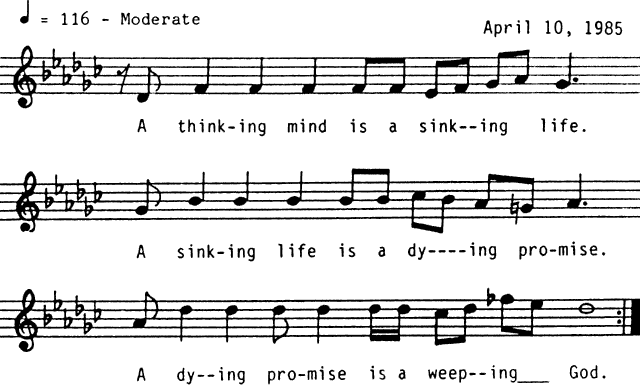 ♩ = 116 - Moderate
April 10, 1985
A think-ing mind is a sink--ing life.
A sink-ing life is a dy----ing pro-mise.
A dy--ing pro-mise is a weep--ing___ God.